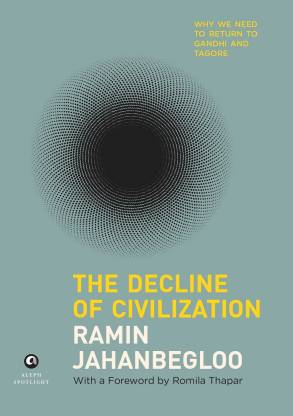 WHY WE NEED
TO RETURN TO
GANDHI AND
TAGORE
THE DECLINE
OF CIVILIZATION
RAMIN
JAHANBEGLOO
With a Foreword by Romila Thapar
ALEPH
SPOTLIGHT